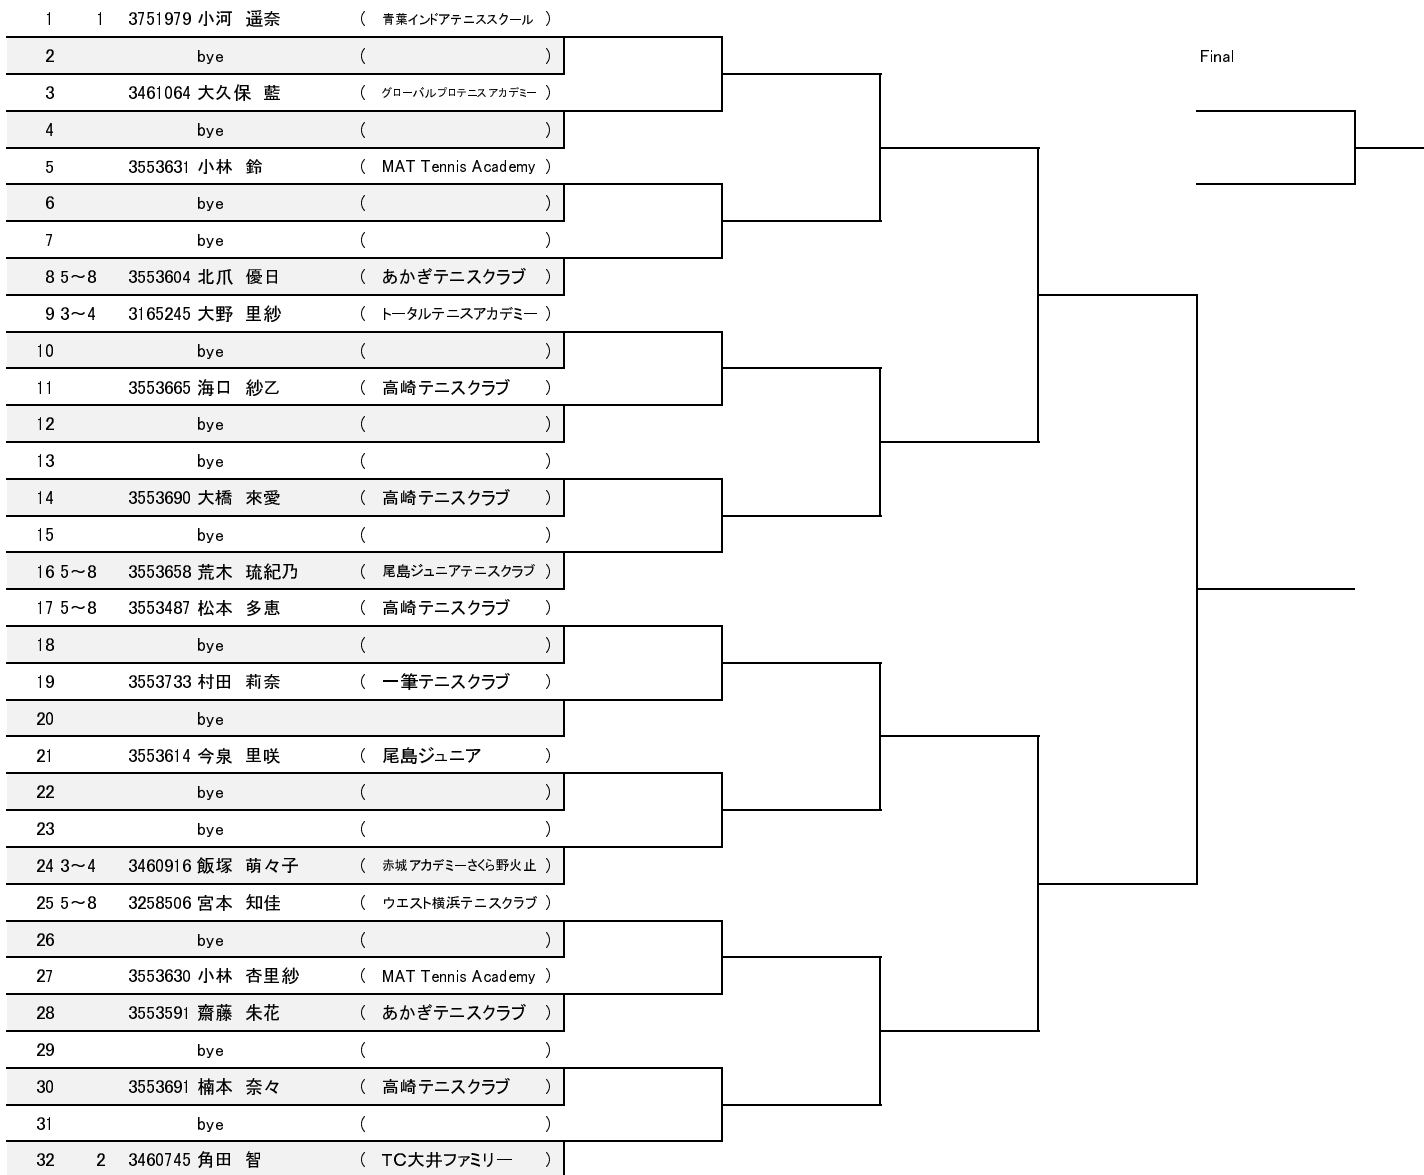 1 1 3751979 小河 遥奈 ( 青葉インドアテニススクール )
2 bye ( ) Final
3 3461064 大久保 藍 ( グローバルプロテニスアカデミー )
4 bye ( )
5 3553631 小林 鈴 ( MAT Tennis Academy )
6 bye ( )
7 bye ( )
8 5～8 3553604 北爪 優日 ( あかぎテニスクラブ )
9 3～4 3165245 大野 里紗 ( トータルテニスアカデミー )
10 bye ( )
11 3553665 海口 紗乙 ( 高崎テニスクラブ )
12 bye ( )
13 bye ( )
14 3553690 大橋 來愛 ( 高崎テニスクラブ )
15 bye ( )
16 5～8 3553658 荒木 琉紀乃 ( 尾島ジュニアテニスクラブ )
17 5～8 3553487 松本 多恵 ( 高崎テニスクラブ )
18 bye ( )
19 3553733 村田 莉奈 ( 一筆テニスクラブ )
20 bye
21 3553614 今泉 里咲 ( 尾島ジュニア )
22 bye ( )
23 bye ( )
24 3～4 3460916 飯塚 萌々子 ( 赤城アカデミーさくら野火止 )
25 5～8 3258506 宮本 知佳 ( ウエスト横浜テニスクラブ )
26 bye ( )
27 3553630 小林 杏里紗 ( MAT Tennis Academy )
28 3553591 齋藤 朱花 ( あかぎテニスクラブ )
29 bye ( )
30 3553691 楠本 奈々 ( 高崎テニスクラブ )
31 bye ( )
32 2 3460745 角田 智 ( TC大井ファミリー )